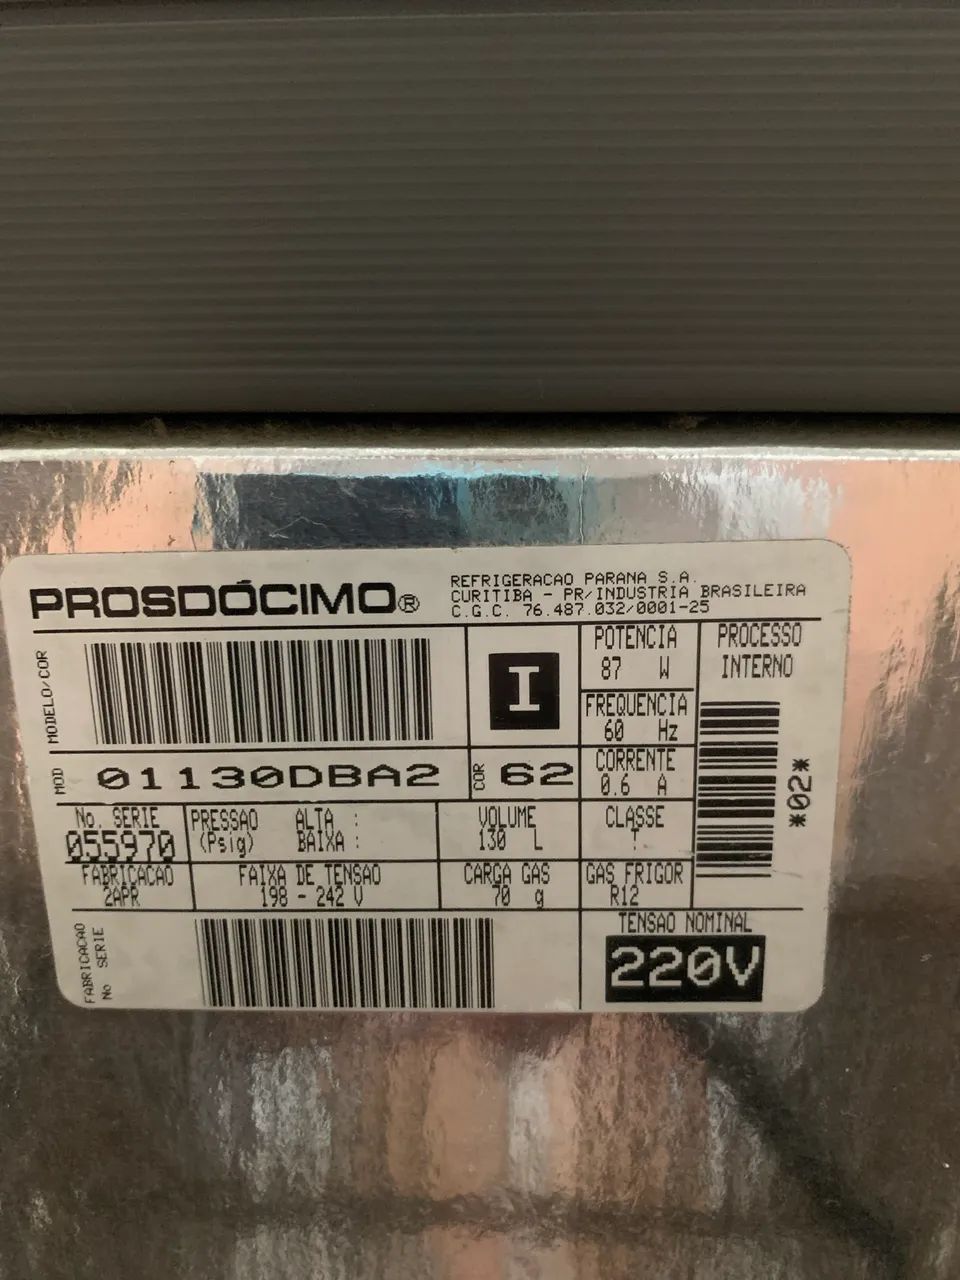 PROSDÓCIMO®
REFRIGERACAO PARANA S.A.
CURITIBA - PR/INDUSTRIA BRASILEIRA
C.G.C. 76.487.032/0001-25
MODELO/COR
I
POTENCIA
87 W
PROCESSO
INTERNO
FREQUENCIA
60 Hz
MOD 01130DBA2
COR 62
CORRENTE
0.6 A
*02*
No. SERIE
055970
PRESSAO ALTA :
(Psig) BAIXA :
VOLUME
130 L
CLASSE
T
FABRICACAO
2APR
FAIXA DE TENSAO
198 - 242 V
CARGA GAS
70 g
GAS FRIGOR
R12
FABRICACAO
No SERIE
TENSAO NOMINAL
220V